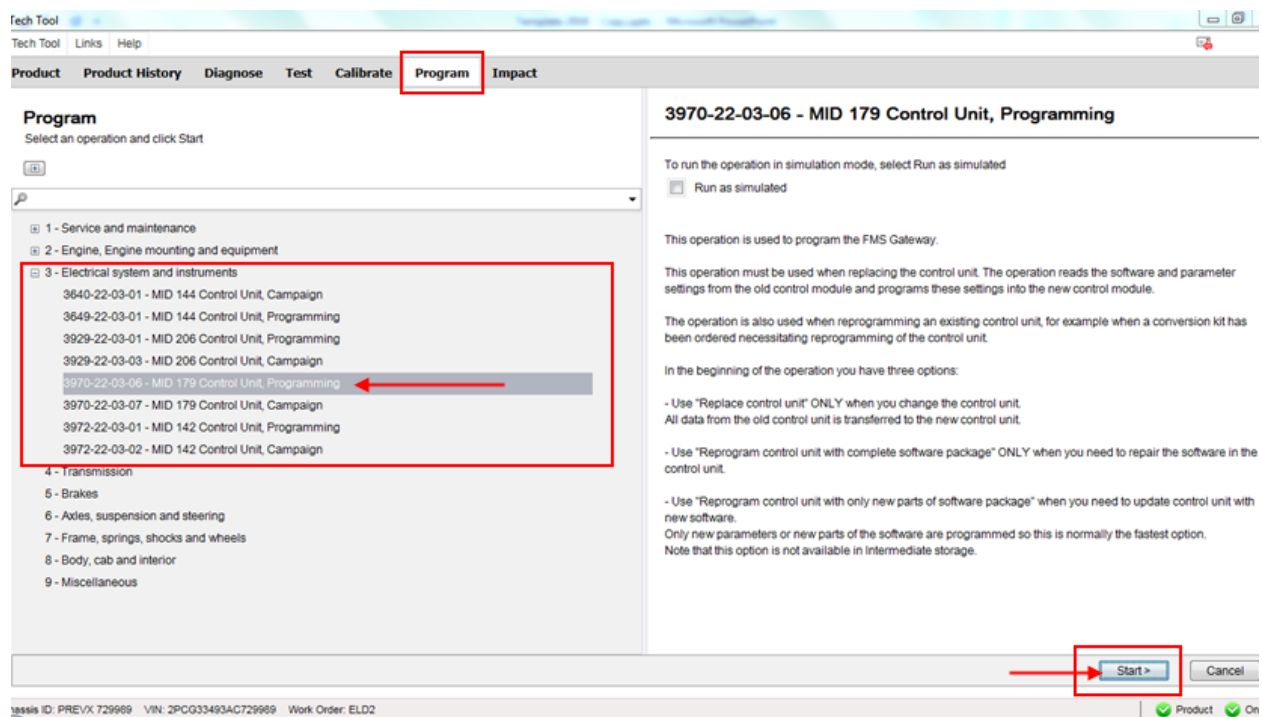 Tech Tool
Tech Tool Links Help
Product Product History Diagnose Test Calibrate Program Impact
Program
Select an operation and click Start
1 - Service and maintenance
2 - Engine, Engine mounting and equipment
3 - Electrical system and instruments
3640-22-03-01 - MID 144 Control Unit, Campaign
3649-22-03-01 - MID 144 Control Unit, Programming
3929-22-03-01 - MID 206 Control Unit, Programming
3929-22-03-03 - MID 206 Control Unit, Campaign
3970-22-03-06 - MID 179 Control Unit, Programming
3970-22-03-07 - MID 179 Control Unit, Campaign
3972-22-03-01 - MID 142 Control Unit, Programming
3972-22-03-02 - MID 142 Control Unit, Campaign
4 - Transmission
5 - Brakes
6 - Axles, suspension and steering
7 - Frame, springs, shocks and wheels
8 - Body, cab and interior
9 - Miscellaneous
3970-22-03-06 - MID 179 Control Unit, Programming
To run the operation in simulation mode, select Run as simulated
Run as simulated
This operation is used to program the FMS Gateway.
This operation must be used when replacing the control unit. The operation reads the software and parameter
settings from the old control module and programs these settings into the new control module.
The operation is also used when reprogramming an existing control unit, for example when a conversion kit has
been ordered necessitating reprogramming of the control unit.
In the beginning of the operation you have three options:
- Use "Replace control unit" ONLY when you change the control unit.
All data from the old control unit is transferred to the new control unit.
- Use "Reprogram control unit with complete software package" ONLY when you need to repair the software in the
control unit.
- Use "Reprogram control unit with only new parts of software package" when you need to update control unit with
new software.
Only new parameters or new parts of the software are programmed so this is normally the fastest option.
Note that this option is not available in Intermediate storage.
Start > Cancel
hassis ID: PREVX 729989 VIN: 2PCG33493AC729989 Work Order: ELD2 Product On